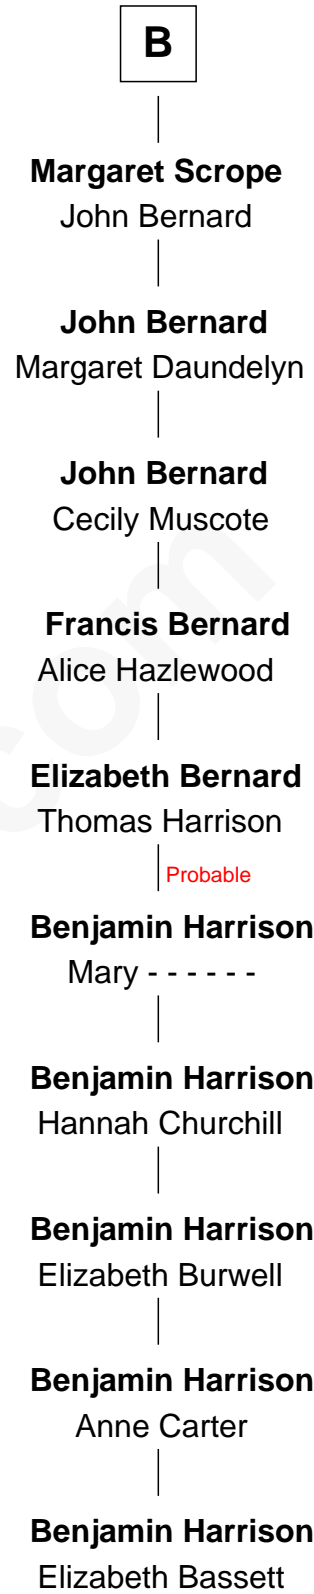 B
Margaret Scrope
John Bernard
John Bernard
Margaret Daundelyn
John Bernard
Cecily Muscote
Francis Bernard
Alice Hazlewood
Elizabeth Bernard
Thomas Harrison
Probable
Benjamin Harrison
Mary - - - - - -
Benjamin Harrison
Hannah Churchill
Benjamin Harrison
Elizabeth Burwell
Benjamin Harrison
Anne Carter
Benjamin Harrison
Elizabeth Bassett
com